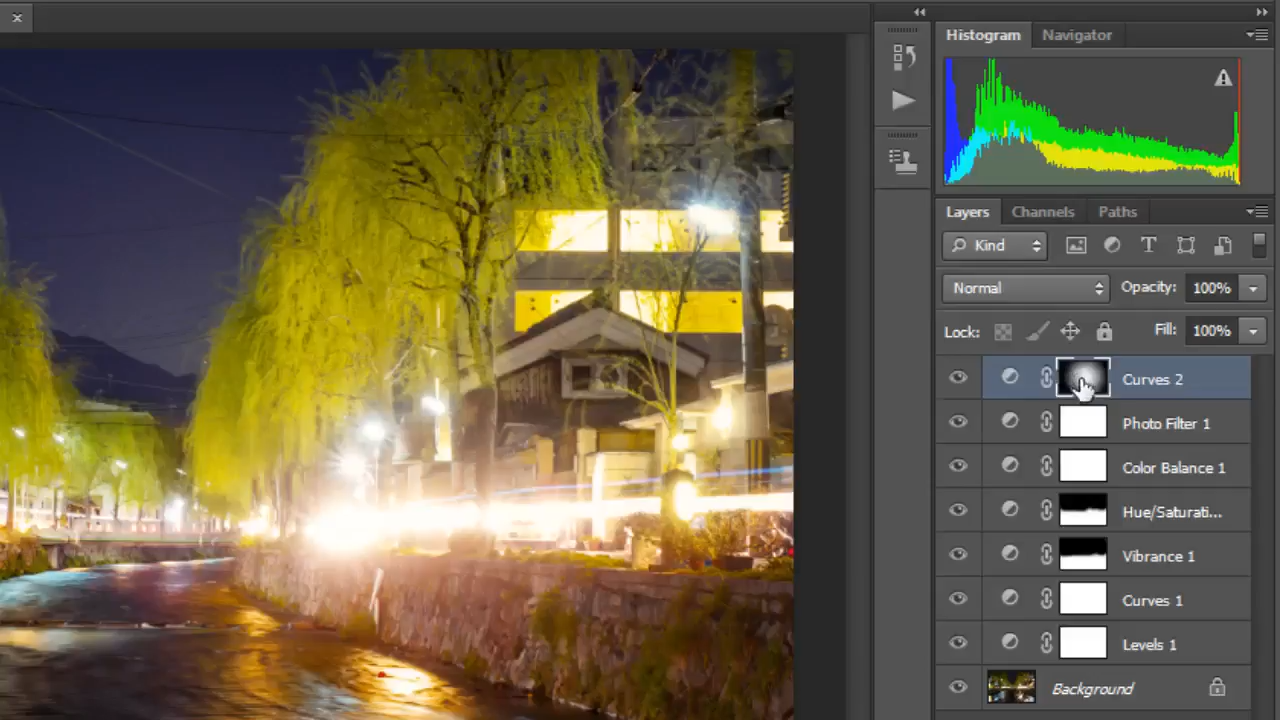 Histogram Navigator
Layers Channels Paths
Kind
Normal Opacity: 100%
Lock: Fill: 100%
Curves 2
Photo Filter 1
Color Balance 1
Hue/Saturati...
Vibrance 1
Curves 1
Levels 1
Background